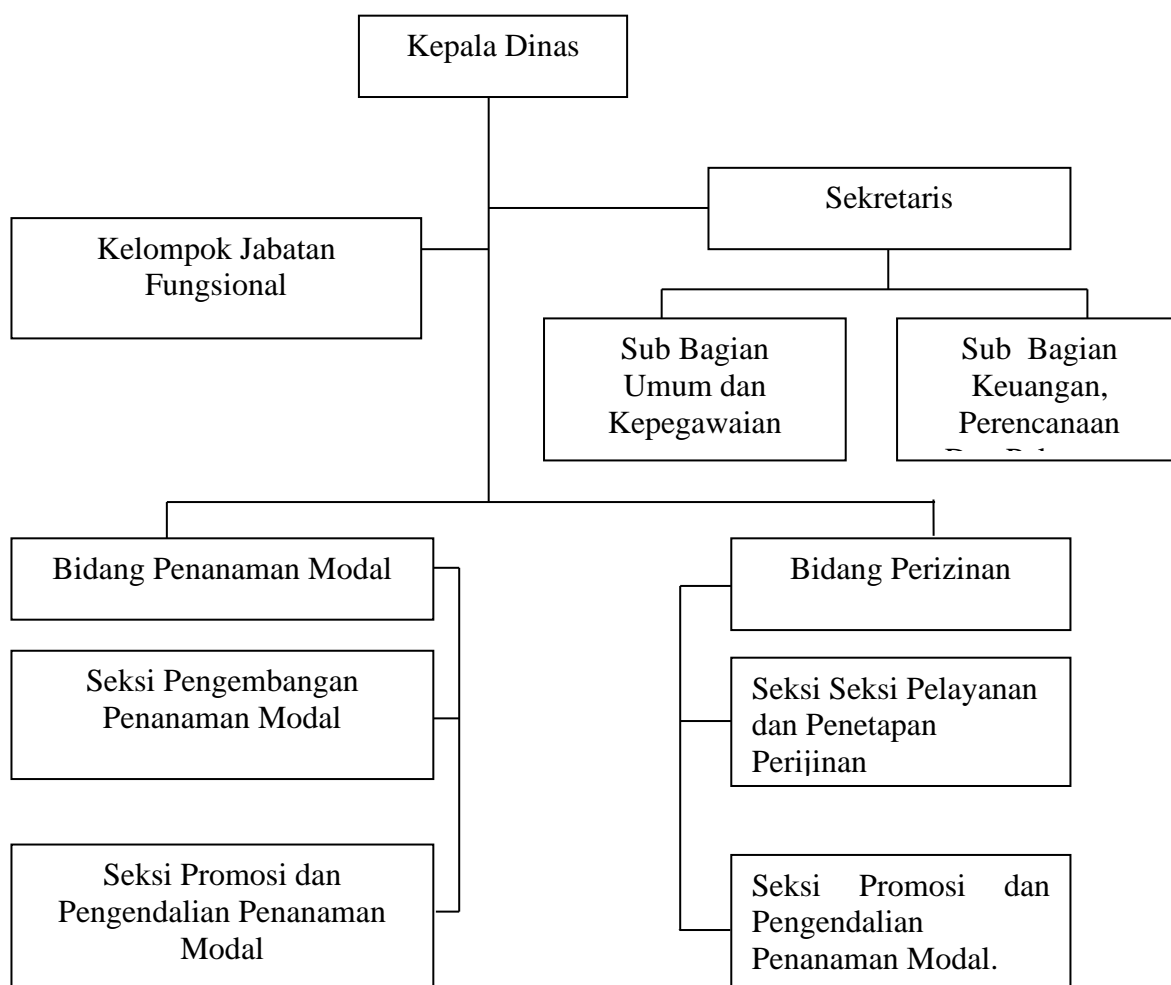 Kepala Dinas
Sekretaris
Kelompok Jabatan
Fungsional
Sub Bagian
Umum dan
Kepegawaian
Sub Bagian
Keuangan,
Perencanaan
Bidang Penanaman Modal
Bidang Perizinan
Seksi Pengembangan
Penanaman Modal
Seksi Seksi Pelayanan
dan Penetapan
Perijinan
Seksi Promosi dan
Pengendalian Penanaman
Modal
Seksi Promosi dan
Pengendalian
Penanaman Modal.